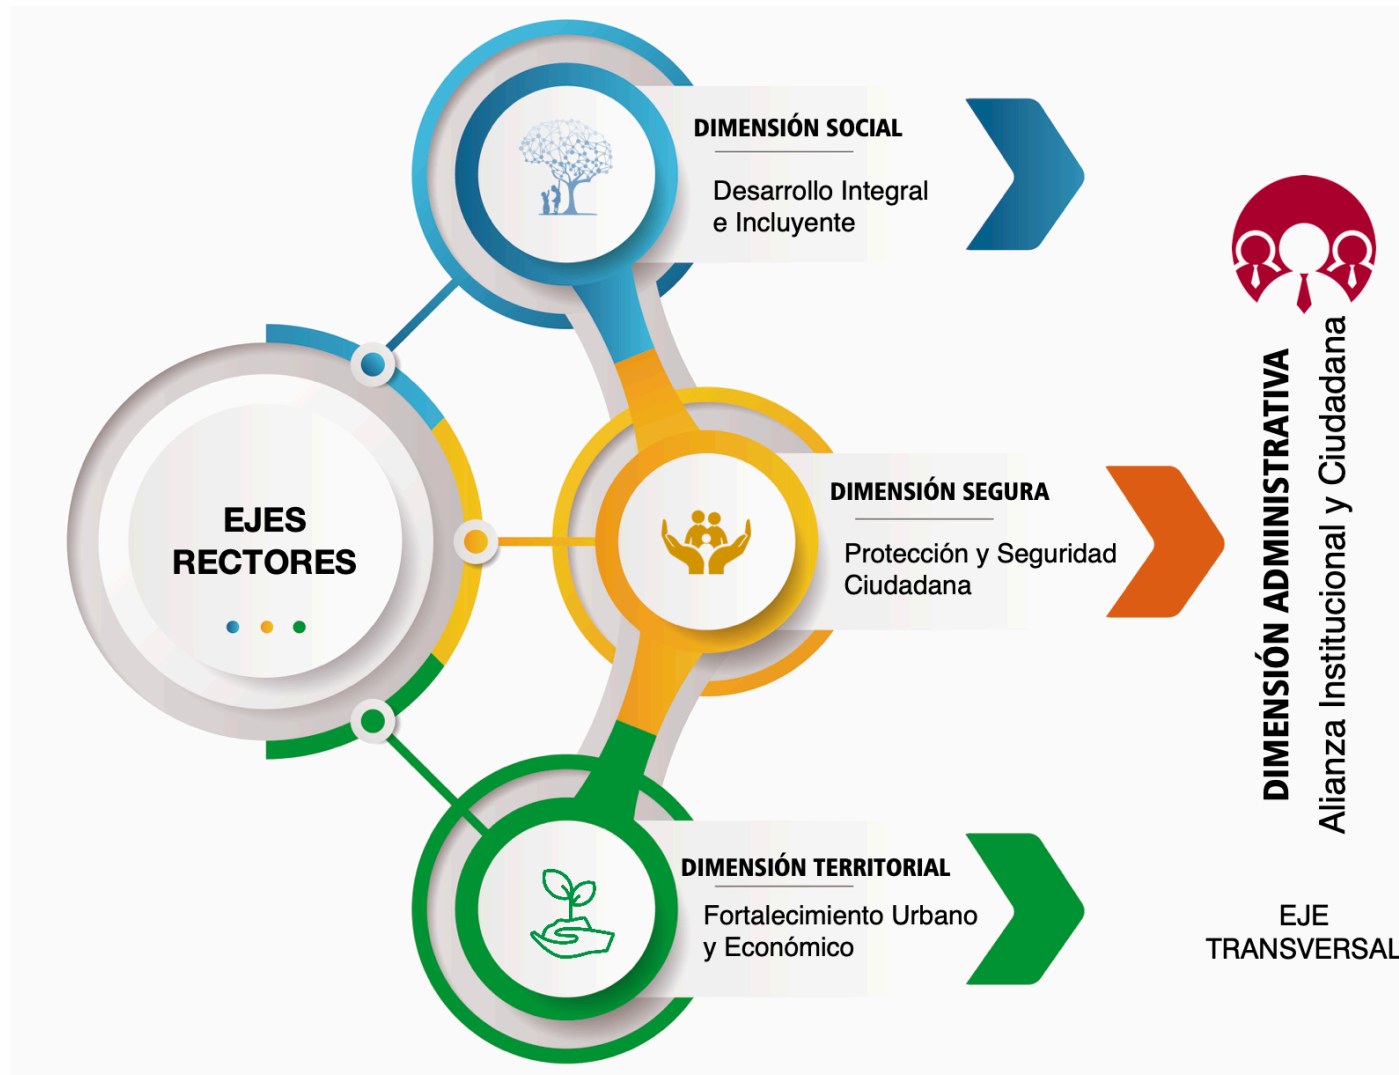 EJES
RECTORES
DIMENSIÓN SOCIAL
Desarrollo Integral
e Incluyente
DIMENSIÓN SEGURA
Protección y Seguridad
Ciudadana
DIMENSIÓN TERRITORIAL
Fortalecimiento Urbano
y Económico
DIMENSIÓN ADMINISTRATIVA
Alianza Institucional y Ciudadana
EJE
TRANSVERSAL